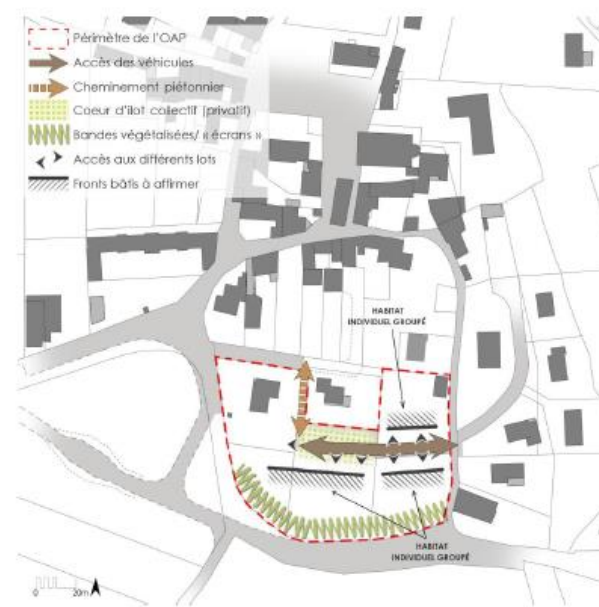 Périmètre de l'OAP
Accès des véhicules
Cheminement piétonnier
Coeur d'ilot collectif (privatif)
Bandes végétalisées/ « écrans »
Accès aux différents lots
Fronts bâtis à affirmer
HABITAT
INDIVIDUEL GROUPÉ
HABITAT
INDIVIDUEL GROUPÉ
0 20m